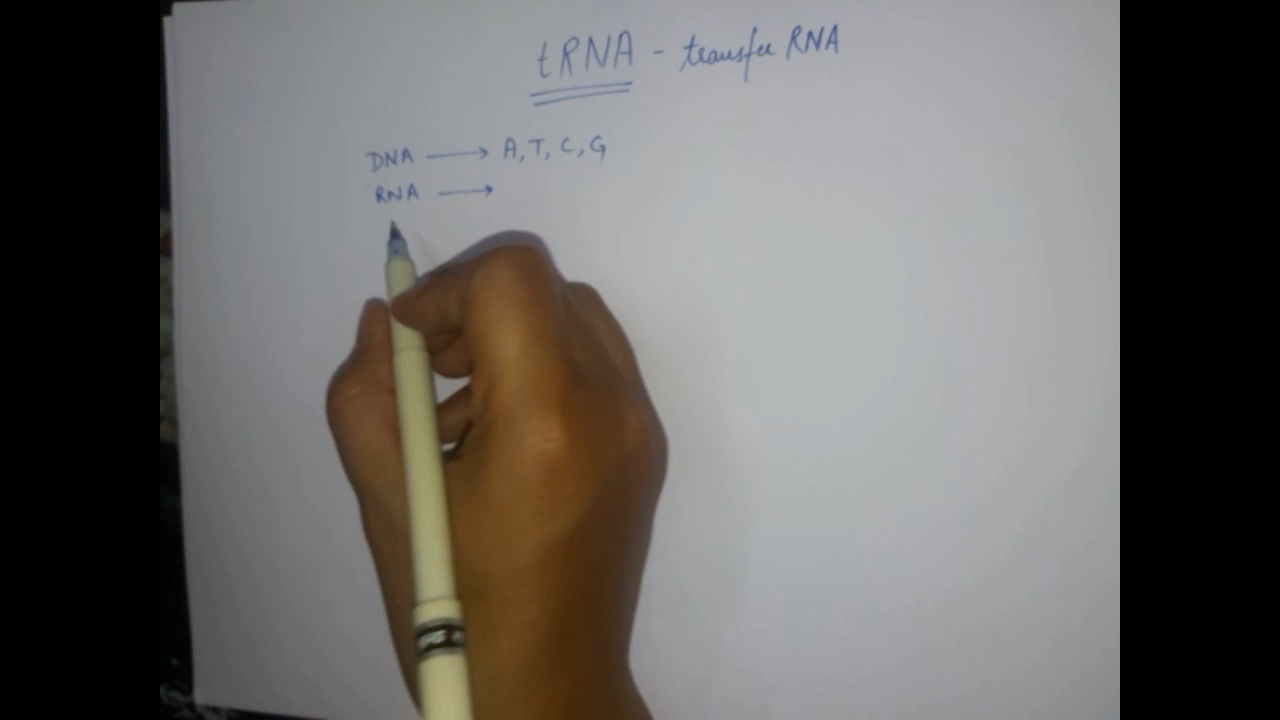 tRNA - transfer RNA
DNA → A, T, C, G
RNA →